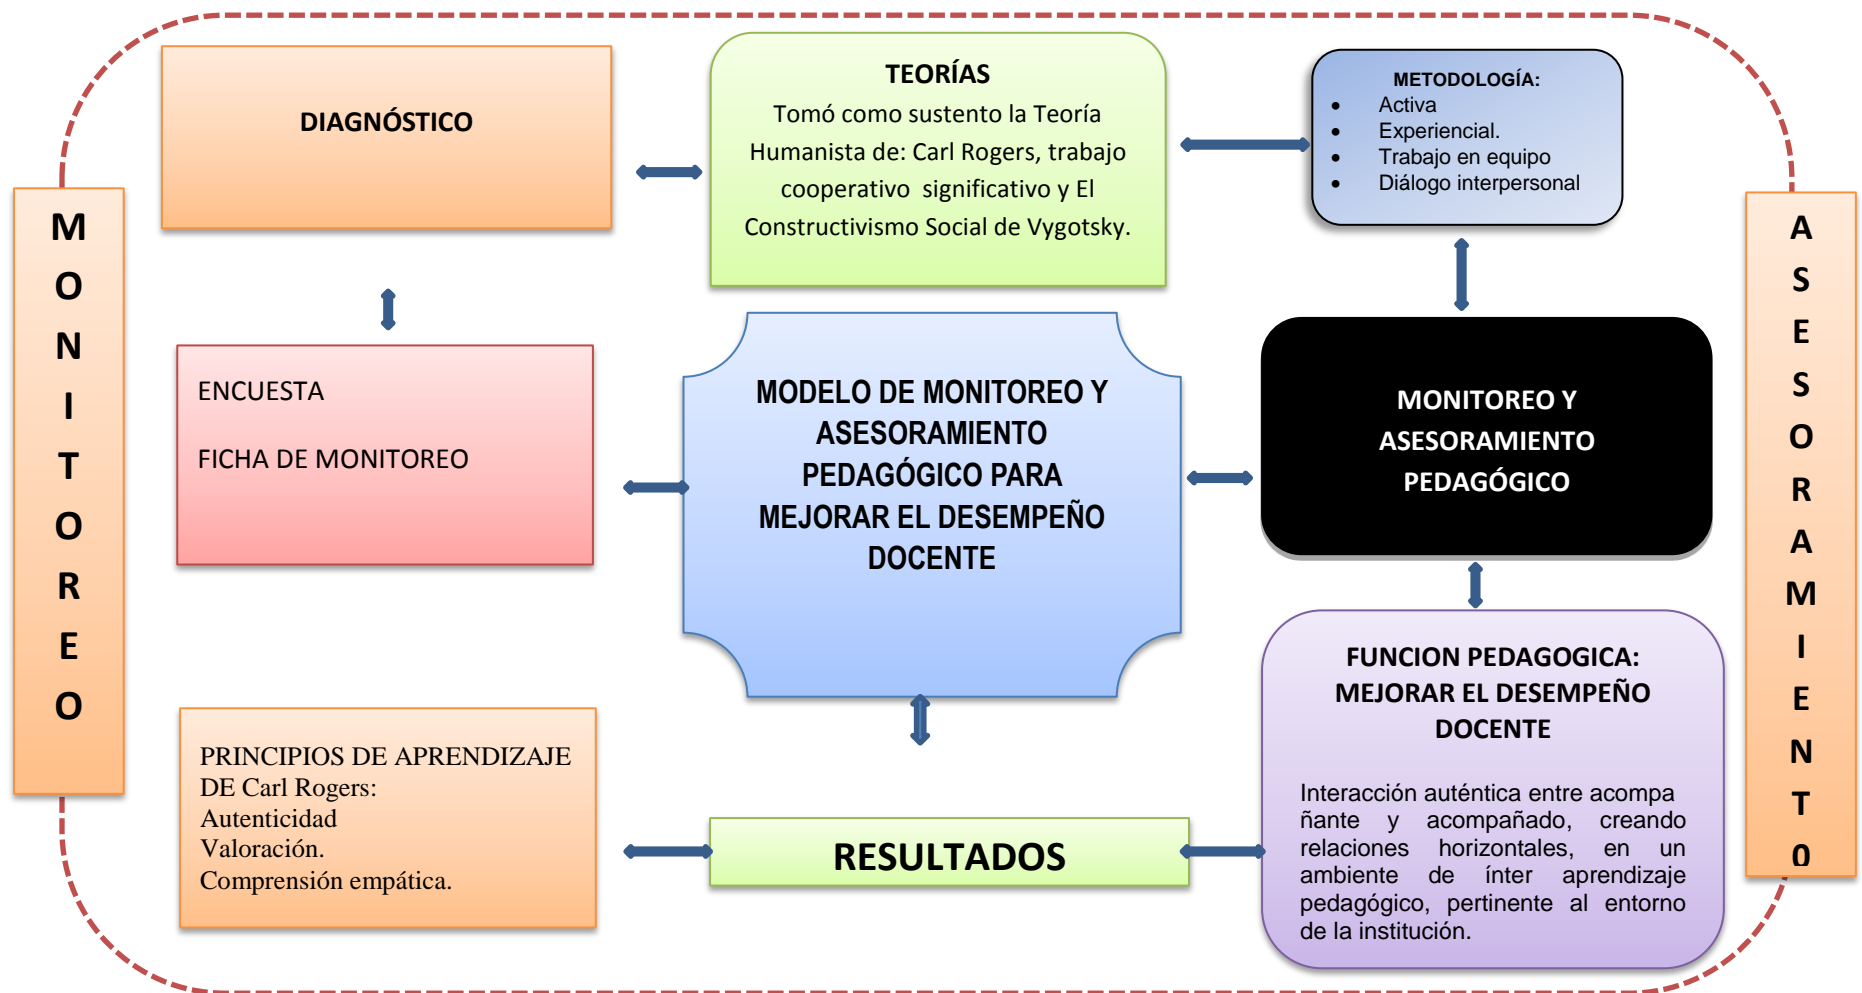 MONITOREO
DIAGNÓSTICO
TEORÍAS
Tomó como sustento la Teoría
Humanista de: Carl Rogers, trabajo
cooperativo significativo y El
Constructivismo Social de Vygotsky.
METODOLOGÍA:
• Activa
• Experiencial.
• Trabajo en equipo
• Diálogo interpersonal
ENCUESTA
FICHA DE MONITOREO
MODELO DE MONITOREO Y
ASESORAMIENTO
PEDAGÓGICO PARA
MEJORAR EL DESEMPEÑO
DOCENTE
MONITOREO Y
ASESORAMIENTO
PEDAGÓGICO
PRINCIPIOS DE APRENDIZAJE
DE Carl Rogers:
Autenticidad
Valoración.
Comprensión empática.
RESULTADOS
FUNCION PEDAGOGICA:
MEJORAR EL DESEMPEÑO
DOCENTE
Interacción auténtica entre acompa
ñante y acompañado, creando
relaciones horizontales, en un
ambiente de ínter aprendizaje
pedagógico, pertinente al entorno
de la institución.
ASESORAMIENT0